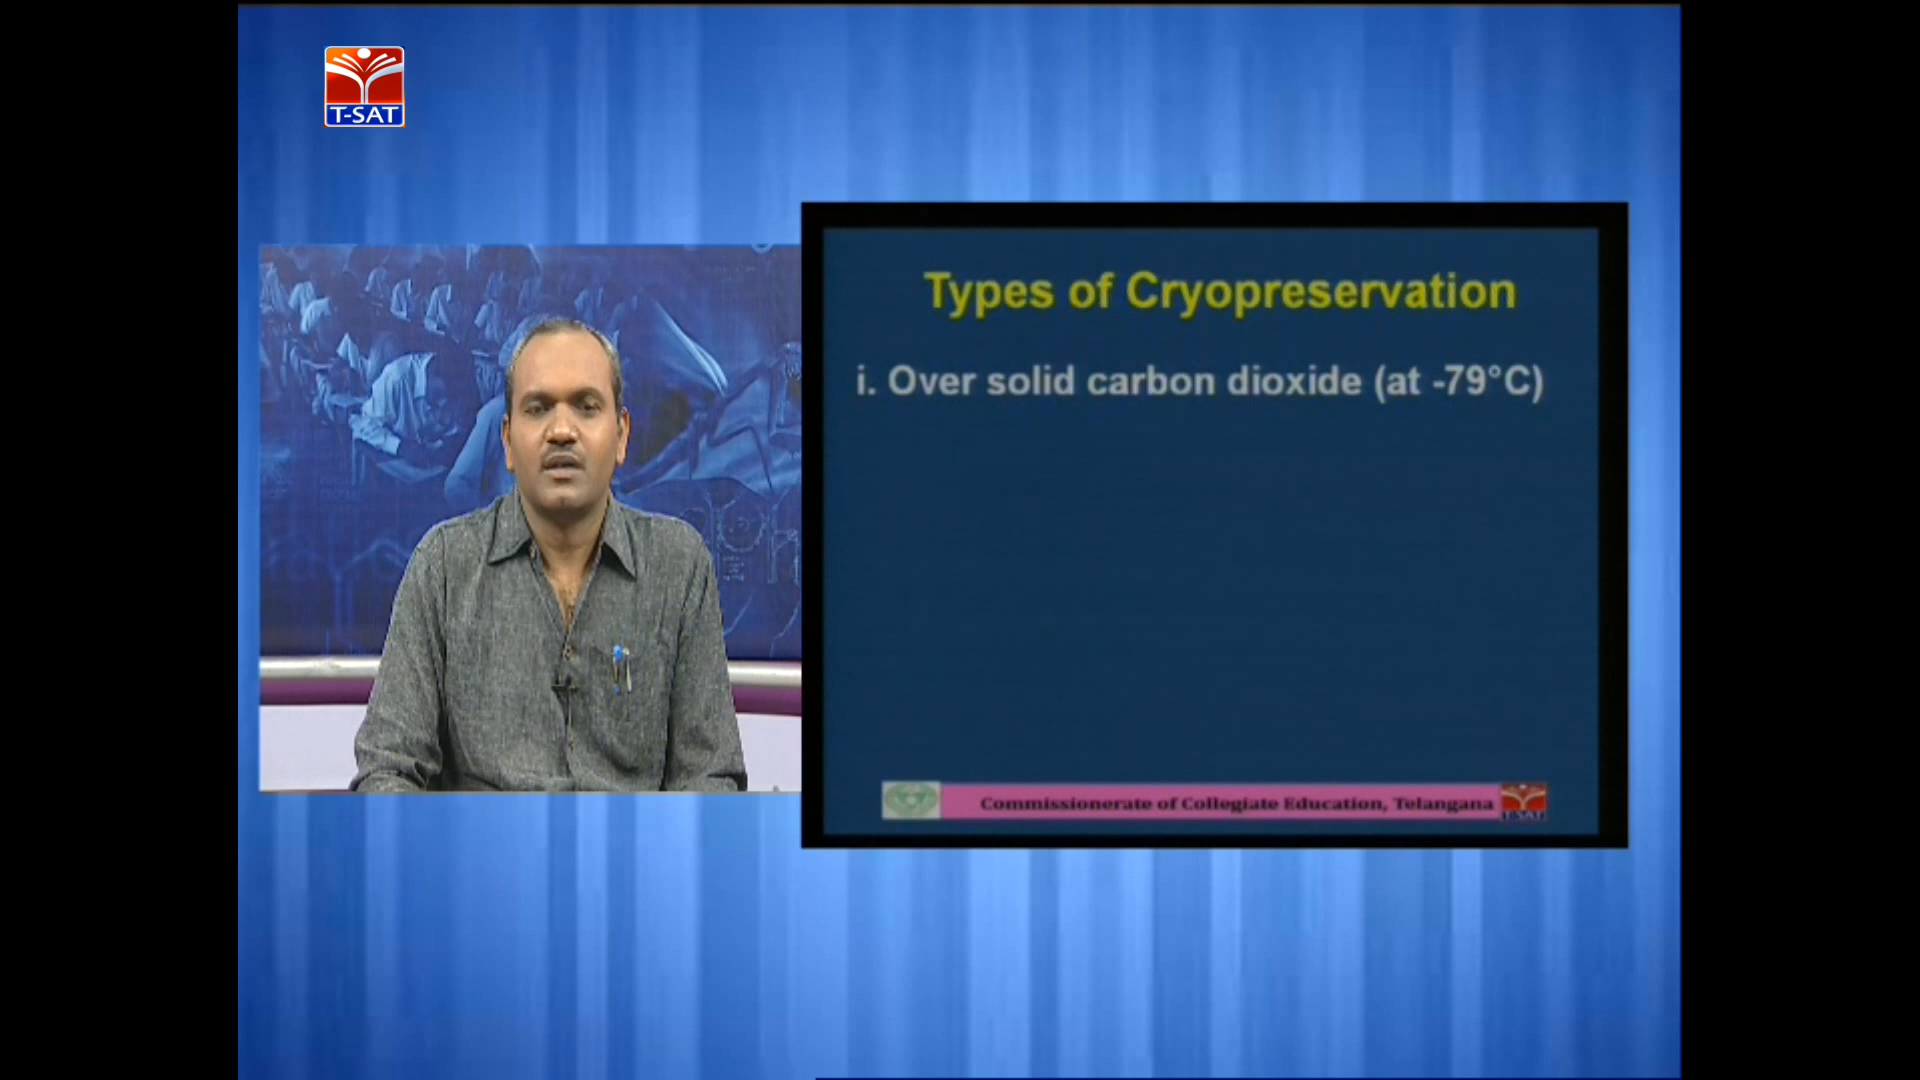 T-SAT
Types of Cryopreservation
i. Over solid carbon dioxide (at -79°C)
Commissionerate of Collegiate Education, Telangana